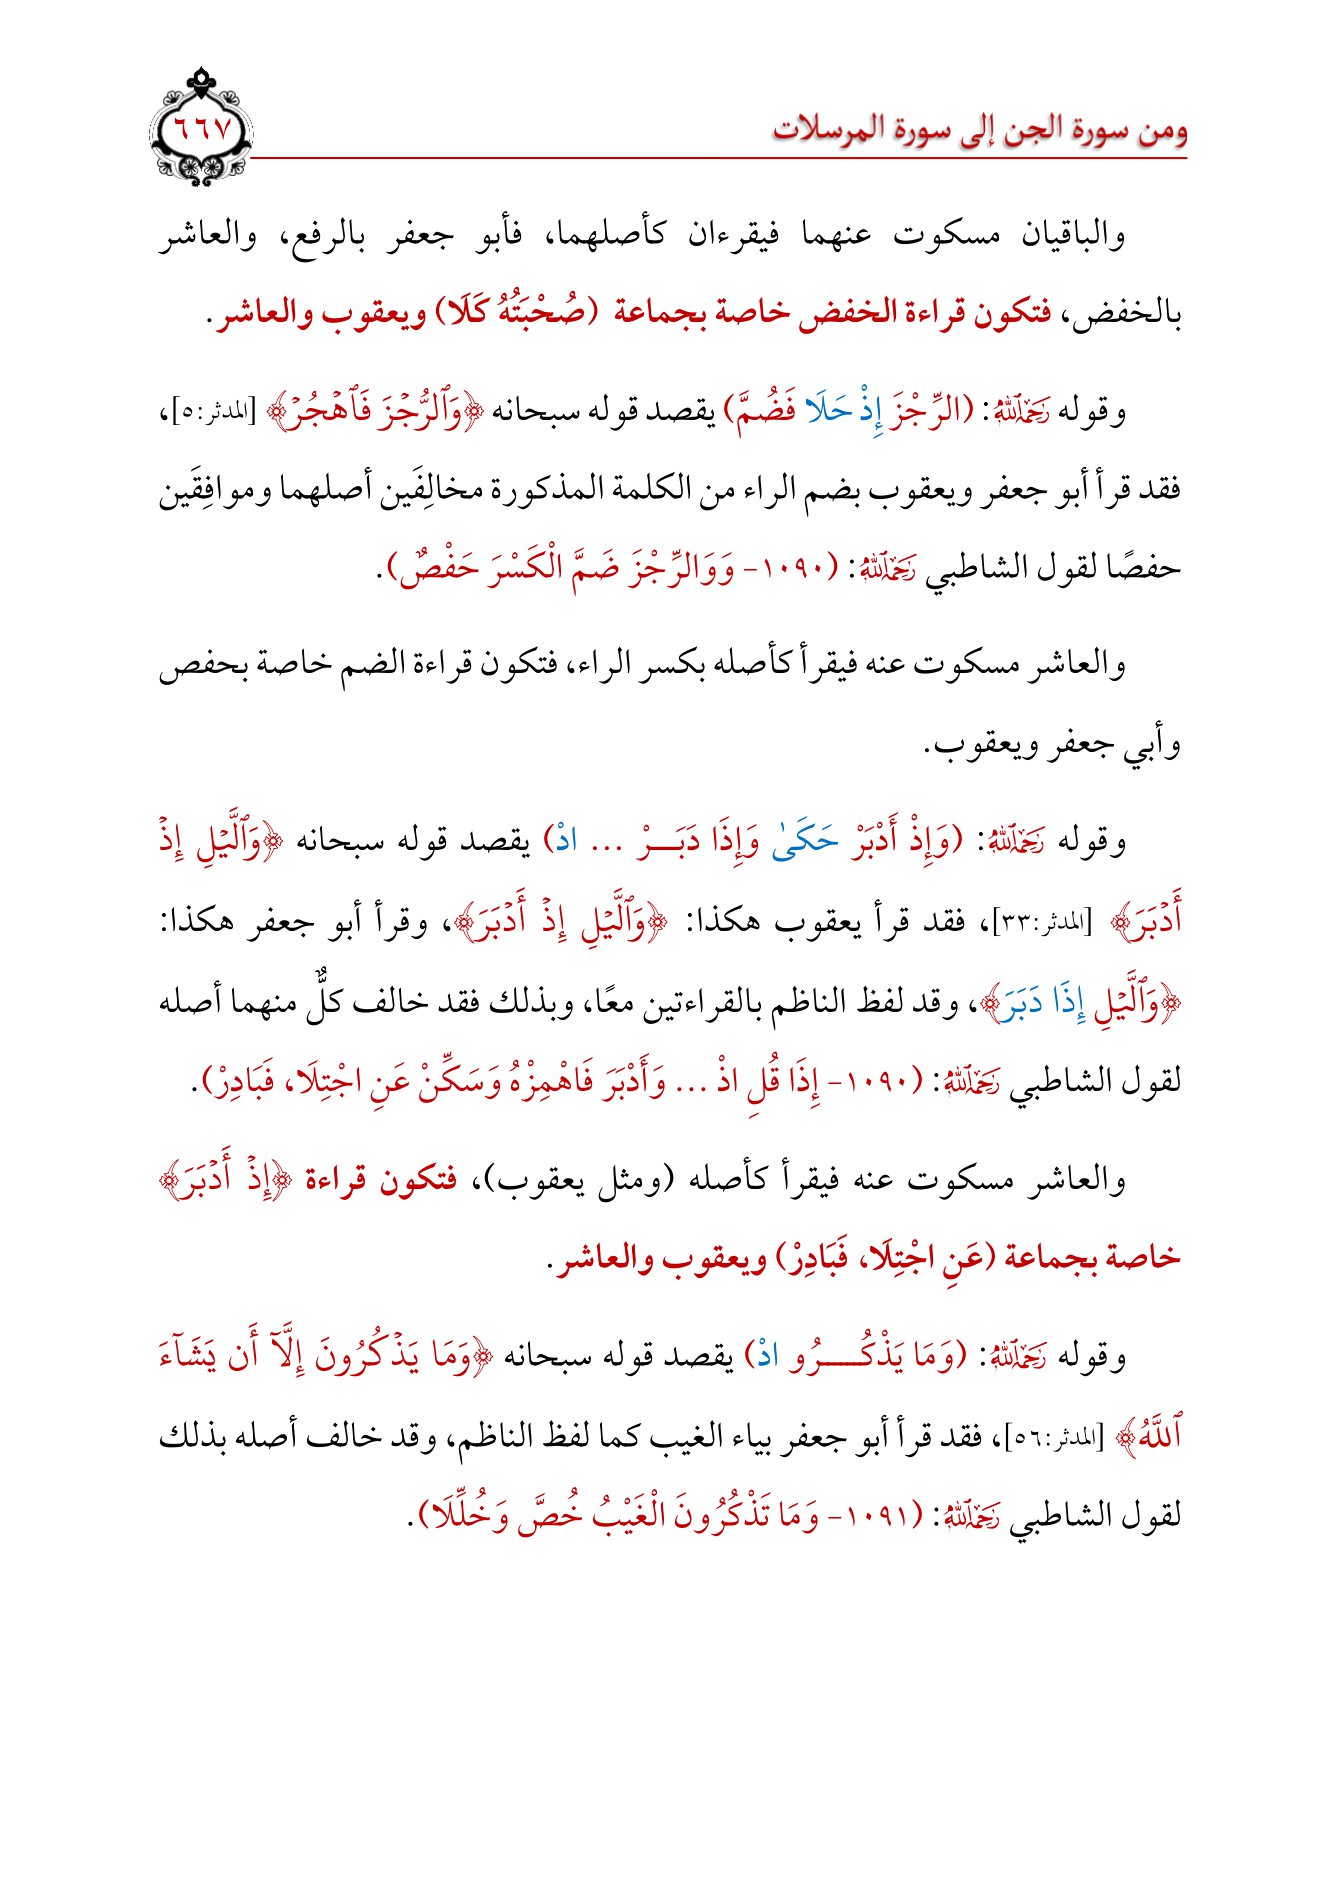 ومن سورة الجن إلى سورة المرسلات
٦٦٧
والباقيان مسكوت عنهما فيقرءان كأصلهما، فأبو جعفر بالرفع، والعاشر
بالخفض، فتكون قراءة الخفض خاصة بجماعة (صُحْبَتُهُ كَلَا) ويعقوب والعاشر.
وقوله رَحِمَهُ ٱللَّهُ: (الرِّجْزَ إِذْ حَلَا فَضُمَّ) يقصد قوله سبحانه ﴿وَٱلرُّجْزَ فَٱهْجُرْ﴾ [المدثر:٥]،
فقد قرأ أبو جعفر ويعقوب بضم الراء من الكلمة المذكورة مخالِفَين أصلهما وموافِقَين
حفصًا لقول الشاطبي رَحِمَهُ ٱللَّهُ: (١٠٩٠- وَوَالرِّجْزَ ضَمَّ الْكَسْرَ حَفْصٌ).
والعاشر مسكوت عنه فيقرأ كأصله بكسر الراء، فتكون قراءة الضم خاصة بحفص
وأبي جعفر ويعقوب.
وقوله رَحِمَهُ ٱللَّهُ: (وَإِذْ أَدْبَرْ حَكَىٰ وَإِذَا دَبَـــرْ ... ادْ) يقصد قوله سبحانه ﴿وَٱلَّيْلِ إِذْ
أَدْبَرَ﴾ [المدثر:٣٣]، فقد قرأ يعقوب هكذا: ﴿وَٱلَّيْلِ إِذْ أَدْبَرَ﴾، وقرأ أبو جعفر هكذا:
﴿وَٱلَّيْلِ إِذَا دَبَرَ﴾، وقد لفظ الناظم بالقراءتين معًا، وبذلك فقد خالف كلٌّ منهما أصله
لقول الشاطبي رَحِمَهُ ٱللَّهُ: (١٠٩٠- إِذَا قُلِ اذْ ... وَأَدْبَرَ فَاهْمِزْهُ وَسَكِّنْ عَنِ اجْتِلَا، فَبَادِرْ).
والعاشر مسكوت عنه فيقرأ كأصله (ومثل يعقوب)، فتكون قراءة ﴿إِذْ أَدْبَرَ﴾
خاصة بجماعة (عَنِ اجْتِلَا، فَبَادِرْ) ويعقوب والعاشر.
وقوله رَحِمَهُ ٱللَّهُ: (وَمَا يَذْكُـــــرُو ادْ) يقصد قوله سبحانه ﴿وَمَا يَذْكُرُونَ إِلَّآ أَن يَشَآءَ
ٱللَّهُ﴾ [المدثر:٥٦]، فقد قرأ أبو جعفر بياء الغيب كما لفظ الناظم، وقد خالف أصله بذلك
لقول الشاطبي رَحِمَهُ ٱللَّهُ: (١٠٩١- وَمَا تَذْكُرُونَ الْغَيْبُ خُصَّ وَخُلِّلَا).